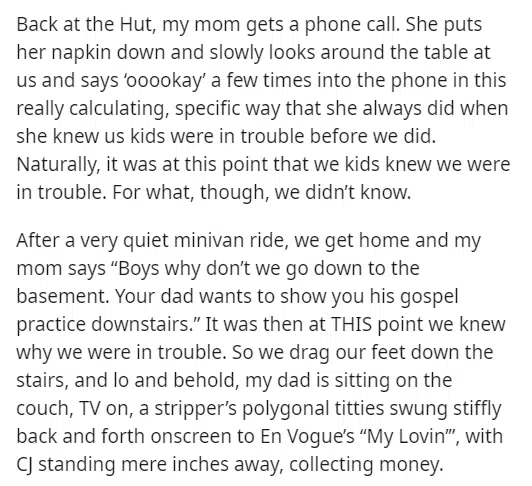 Back at the Hut, my mom gets a phone call. She puts
her napkin down and slowly looks around the table at
us and says ‘ooookay’ a few times into the phone in this
really calculating, specific way that she always did when
she knew us kids were in trouble before we did.
Naturally, it was at this point that we kids knew we were
in trouble. For what, though, we didn’t know.
After a very quiet minivan ride, we get home and my
mom says “Boys why don’t we go down to the
basement. Your dad wants to show you his gospel
practice downstairs.” It was then at THIS point we knew
why we were in trouble. So we drag our feet down the
stairs, and lo and behold, my dad is sitting on the
couch, TV on, a stripper’s polygonal titties swung stiffly
back and forth onscreen to En Vogue’s “My Lovin’”, with
CJ standing mere inches away, collecting money.